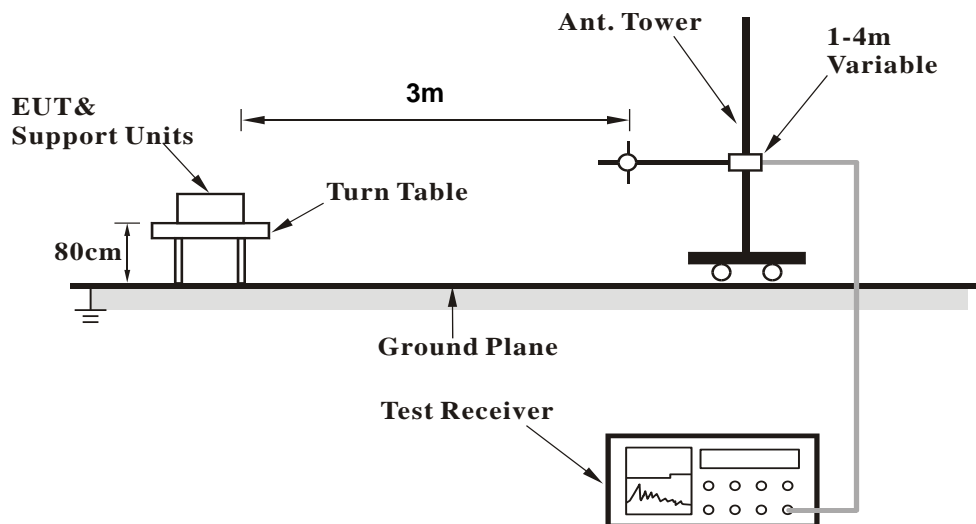 Ant. Tower
1-4m
Variable
3m
EUT&
Support Units
Turn Table
80cm
Ground Plane
Test Receiver